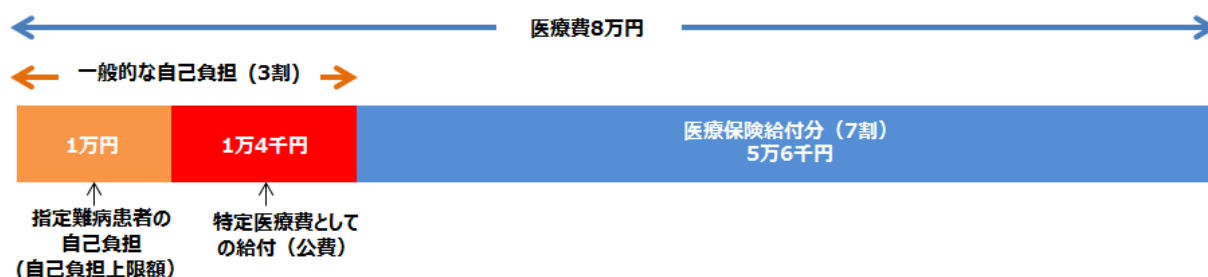 医療費8万円
一般的な自己負担（3割）
1万円
1万4千円
医療保険給付分（7割）
5万6千円
指定難病患者の
自己負担
(自己負担上限額)
特定医療費として
の給付（公費）